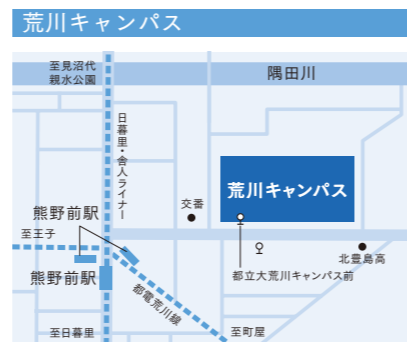 荒川キャンパス
至見沼代
親水公園
隅田川
日暮里・舎人ライナー
荒川キャンパス
交番
熊野前駅
至王子
熊野前駅
都立大荒川キャンパス前
北豊島高
都電荒川線
至日暮里
至町屋